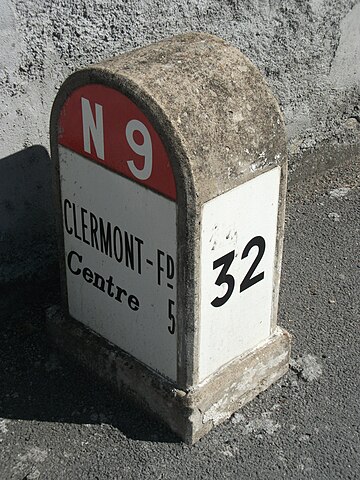 N 9
CLERMONT-FD
Centre
5
32